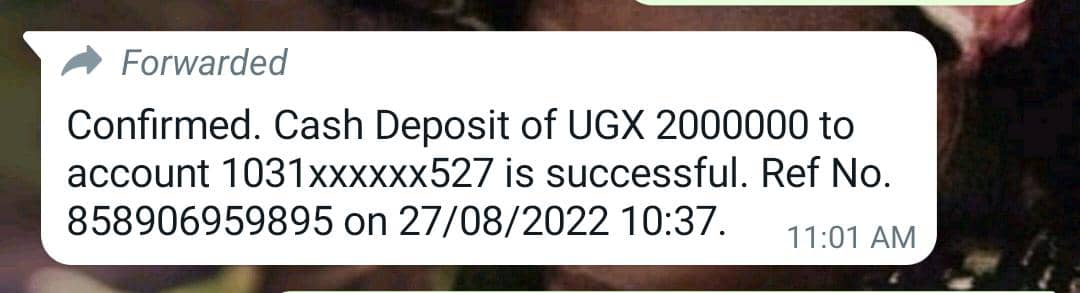 Forwarded
Confirmed. Cash Deposit of UGX 2000000 to
account 1031xxxxxx527 is successful. Ref No.
858906959895 on 27/08/2022 10:37.
11:01 AM